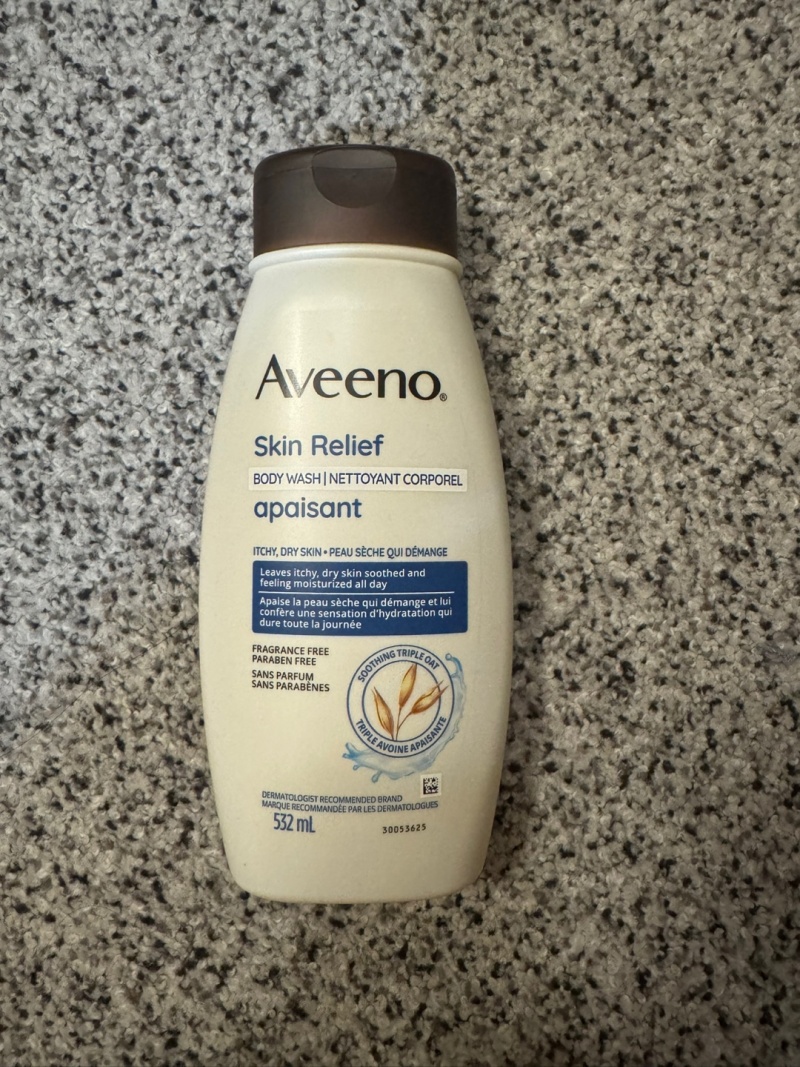 Aveeno®
Skin Relief
BODY WASH | NETTOYANT CORPOREL
apaisant
ITCHY, DRY SKIN • PEAU SÈCHE QUI DÉMANGE
Leaves itchy, dry skin soothed and
feeling moisturized all day
Apaise la peau sèche qui démange et lui
confère une sensation d'hydratation qui
dure toute la journée
FRAGRANCE FREE
PARABEN FREE
SANS PARFUM
SANS PARABÈNES
SOOTHING TRIPLE OAT
TRIPLE AVOINE APAISANTE
DERMATOLOGIST RECOMMENDED BRAND
MARQUE RECOMMANDÉE PAR LES DERMATOLOGUES
532 mL
30053625